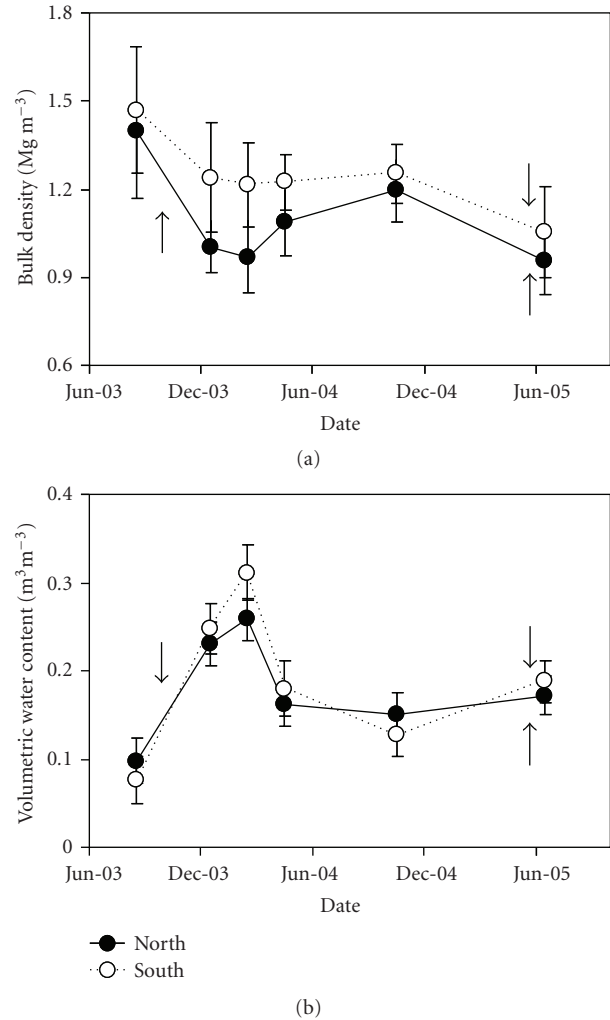 Bulk density (Mg m⁻³)
1.8
1.5
1.2
0.9
0.6
Jun-03 Dec-03 Jun-04 Dec-04 Jun-05
Date
(a)
Volumetric water content (m³m⁻³)
0.4
0.3
0.2
0.1
0
Jun-03 Dec-03 Jun-04 Dec-04 Jun-05
Date
North
South
(b)